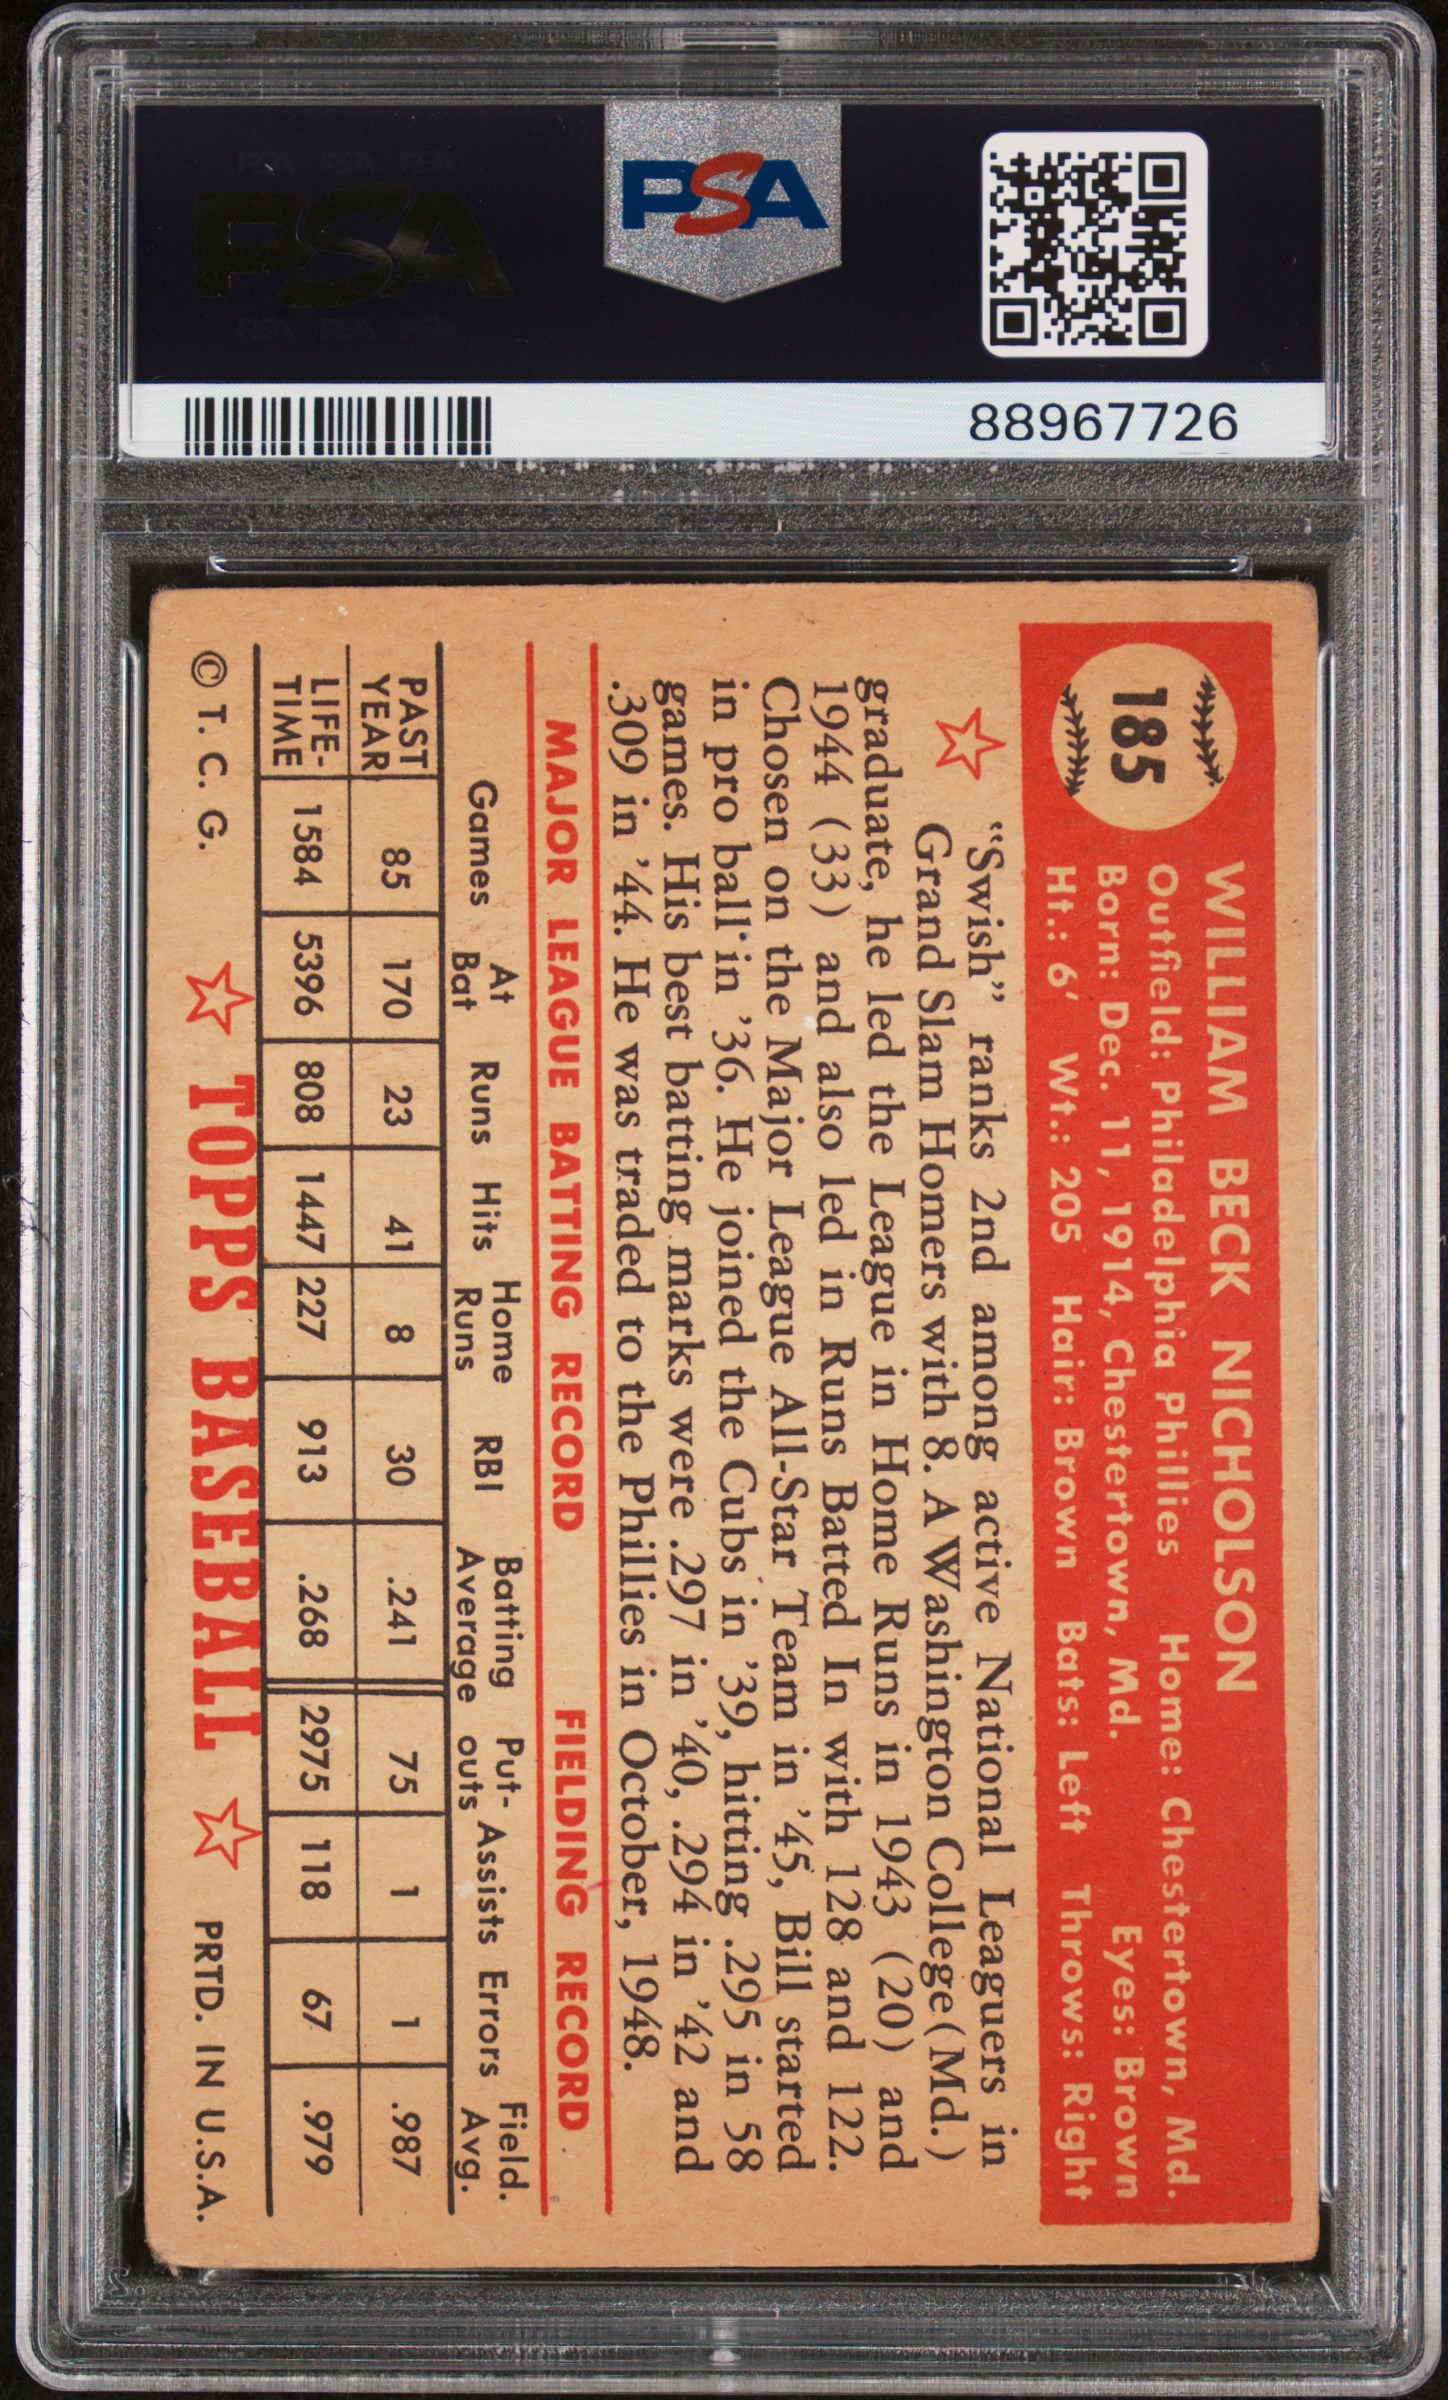 PSA PSA PSA
PSA
PSA PSA PSA
PSA
88967726
185
WILLIAM BECK NICHOLSON
Outfield: Philadelphia Phillies Home: Chestertown, Md.
Born: Dec. 11, 1914, Chestertown, Md. Eyes: Brown
Ht.: 6' Wt.: 205 Hair: Brown Bats: Left Throws: Right
"Swish" ranks 2nd among active National Leaguers in
Grand Slam Homers with 8. A Washington College (Md.)
graduate, he led the League in Home Runs in 1943 (20) and
1944 (33) and also led in Runs Batted In with 128 and 122.
Chosen on the Major League All-Star Team in '45, Bill started
in pro ball in '36. He joined the Cubs in '39, hitting .295 in 58
games. His best batting marks were .297 in '40, .294 in '42 and
.309 in '44. He was traded to the Phillies in October, 1948.
MAJOR LEAGUE BATTING RECORD FIELDING RECORD
Games At Bat Runs Hits Home Runs RBI Batting Average Put-outs Assists Errors Field. Avg.
PAST YEAR 85 170 23 41 8 30 .241 75 1 1 .987
LIFE-TIME 1584 5396 808 1447 227 913 .268 2975 118 67 .979
© T. C. G. TOPPS BASEBALL PRTD. IN U.S.A.